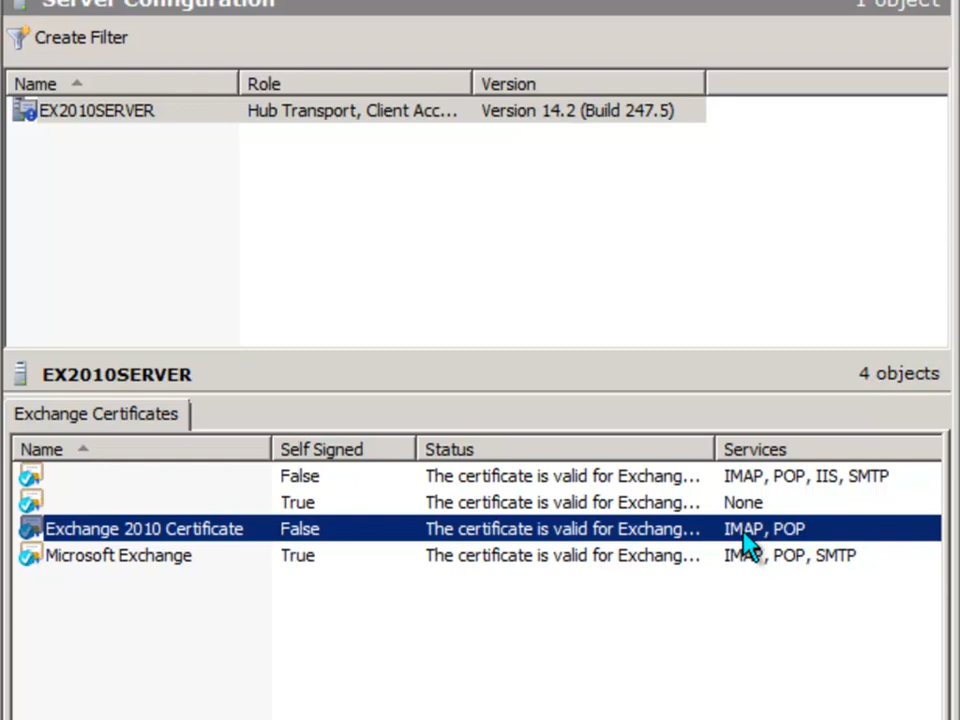 Server Configuration 1 object
Create Filter
Name Role Version
EX2010SERVER Hub Transport, Client Acc... Version 14.2 (Build 247.5)
EX2010SERVER 4 objects
Exchange Certificates
Name Self Signed Status Services
False The certificate is valid for Exchang... IMAP, POP, IIS, SMTP
True The certificate is valid for Exchang... None
Exchange 2010 Certificate False The certificate is valid for Exchang... IMAP, POP
Microsoft Exchange True The certificate is valid for Exchang... IMAP, POP, SMTP